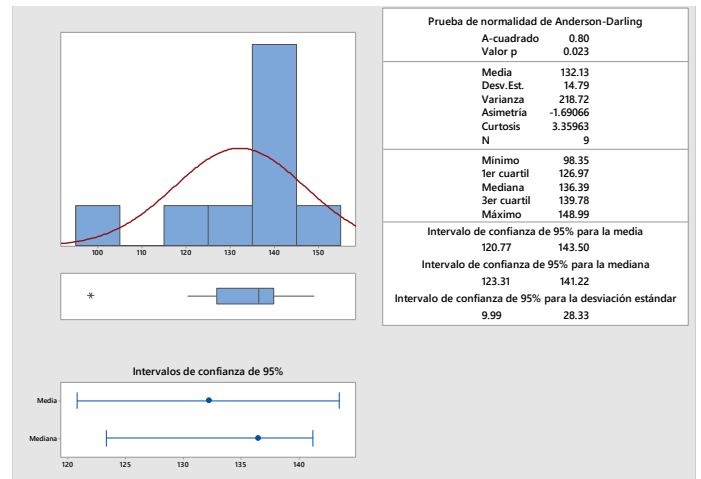 Prueba de normalidad de Anderson-Darling
A-cuadrado 0.80
Valor p 0.023
Media 132.13
Desv.Est. 14.79
Varianza 218.72
Asimetría -1.69066
Curtosis 3.35963
N 9
Mínimo 98.35
1er cuartil 126.97
Mediana 136.39
3er cuartil 139.78
Máximo 148.99
Intervalo de confianza de 95% para la media
120.77 143.50
Intervalo de confianza de 95% para la mediana
123.31 141.22
Intervalo de confianza de 95% para la desviación estándar
9.99 28.33
100 110 120 130 140 150
Intervalos de confianza de 95%
Media
Mediana
120 125 130 135 140